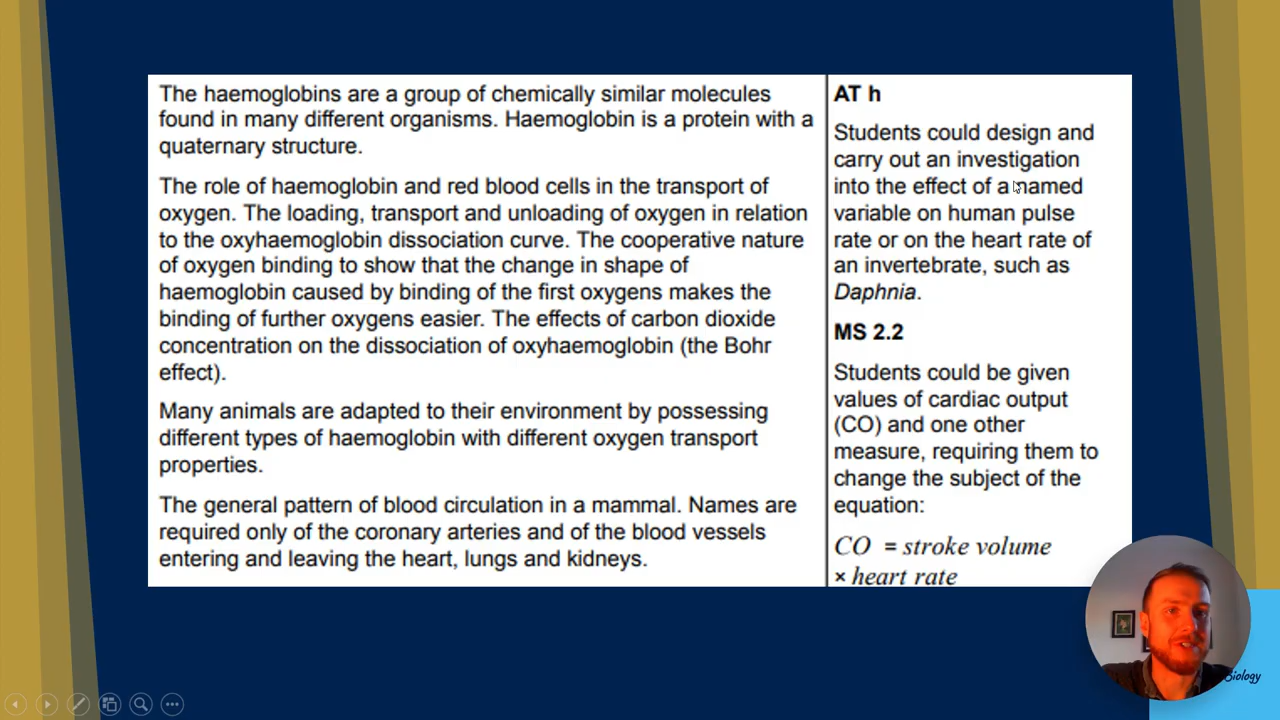 The haemoglobins are a group of chemically similar molecules
found in many different organisms. Haemoglobin is a protein with a
quaternary structure.
The role of haemoglobin and red blood cells in the transport of
oxygen. The loading, transport and unloading of oxygen in relation
to the oxyhaemoglobin dissociation curve. The cooperative nature
of oxygen binding to show that the change in shape of
haemoglobin caused by binding of the first oxygens makes the
binding of further oxygens easier. The effects of carbon dioxide
concentration on the dissociation of oxyhaemoglobin (the Bohr
effect).
Many animals are adapted to their environment by possessing
different types of haemoglobin with different oxygen transport
properties.
The general pattern of blood circulation in a mammal. Names are
required only of the coronary arteries and of the blood vessels
entering and leaving the heart, lungs and kidneys.
AT h
Students could design and
carry out an investigation
into the effect of a named
variable on human pulse
rate or on the heart rate of
an invertebrate, such as
Daphnia.
MS 2.2
Students could be given
values of cardiac output
(CO) and one other
measure, requiring them to
change the subject of the
equation:
CO = stroke volume
× heart rate
Biology